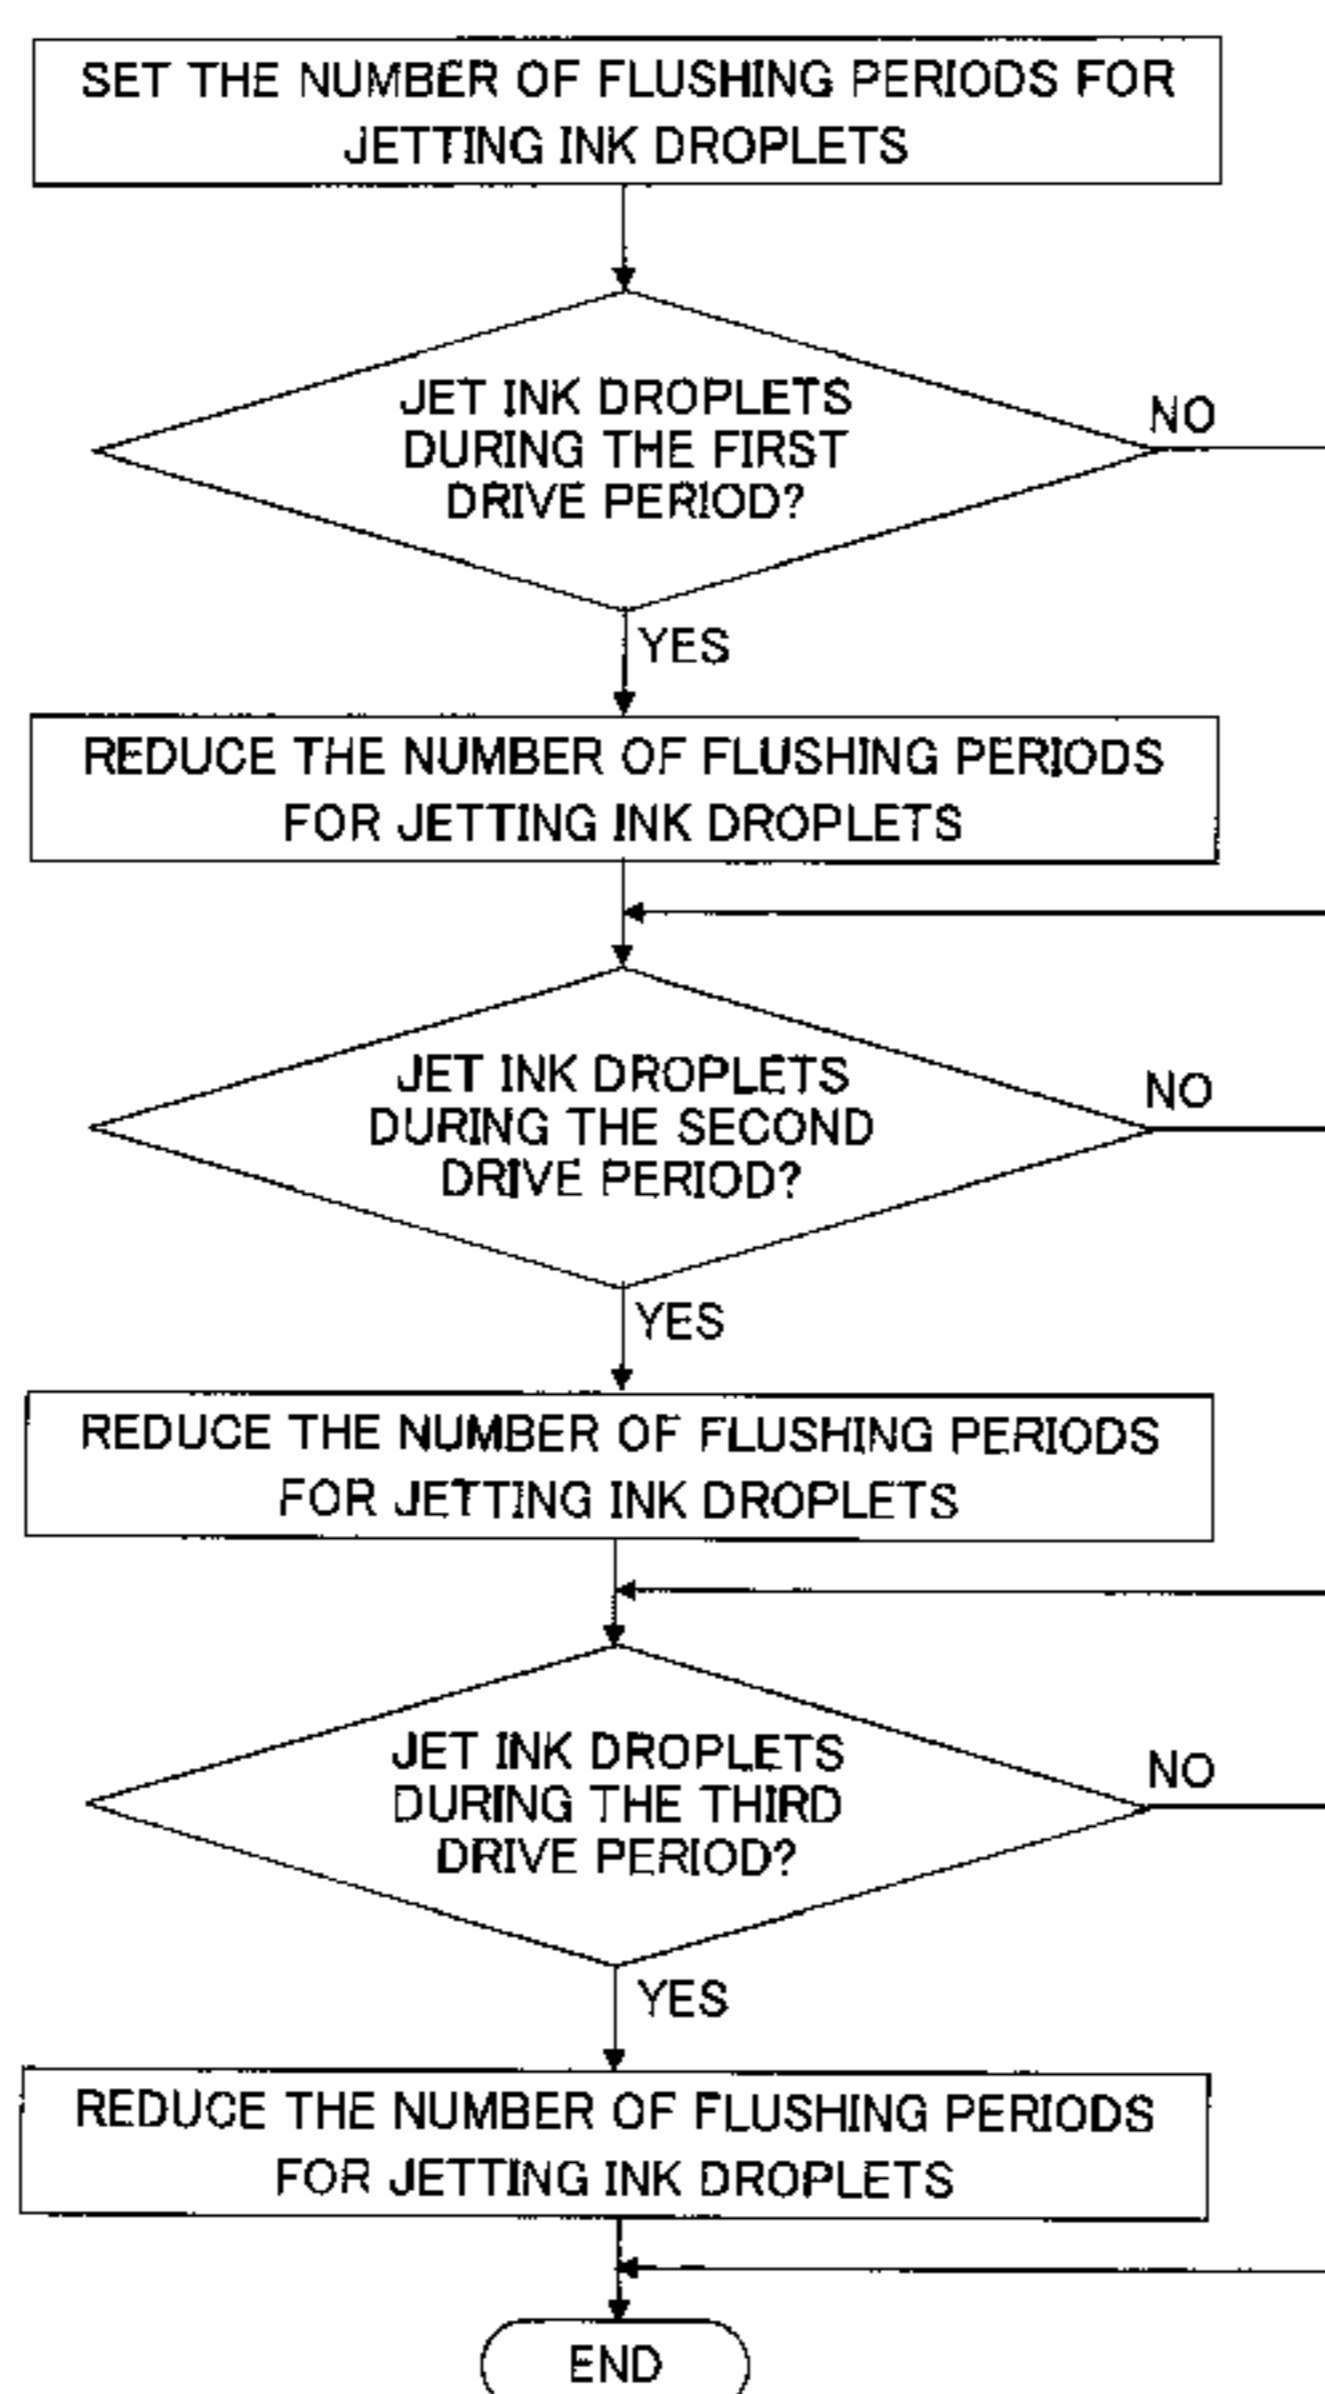 SET THE NUMBER OF FLUSHING PERIODS FOR
JETTING INK DROPLETS
JET INK DROPLETS
DURING THE FIRST
DRIVE PERIOD?
NO
YES
REDUCE THE NUMBER OF FLUSHING PERIODS
FOR JETTING INK DROPLETS
JET INK DROPLETS
DURING THE SECOND
DRIVE PERIOD?
NO
YES
REDUCE THE NUMBER OF FLUSHING PERIODS
FOR JETTING INK DROPLETS
JET INK DROPLETS
DURING THE THIRD
DRIVE PERIOD?
NO
YES
REDUCE THE NUMBER OF FLUSHING PERIODS
FOR JETTING INK DROPLETS
END